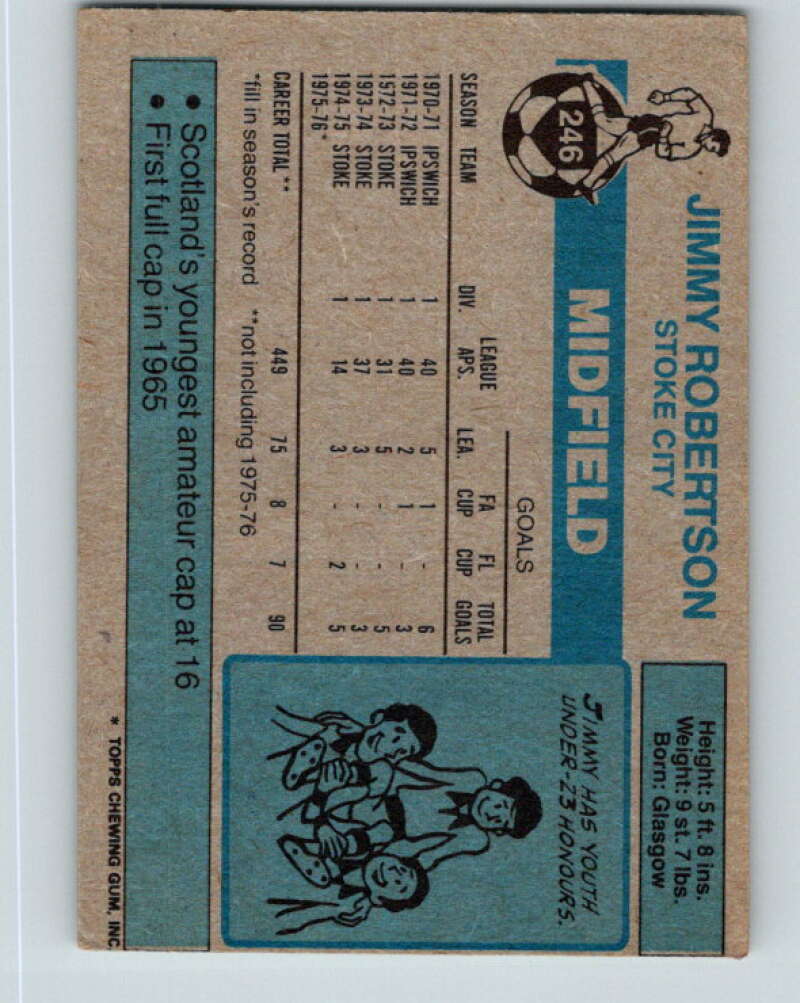 246
JIMMY ROBERTSON
STOKE CITY
MIDFIELD
Height: 5 ft. 8 ins.
Weight: 9 st. 7 lbs.
Born: Glasgow
GOALS
LEAGUE FA FL TOTAL
SEASON TEAM DIV. APS. LEA. CUP CUP GOALS
1970-71 IPSWICH 1 40 5 1 - 6
1971-72 IPSWICH 1 40 2 1 - 3
1972-73 STOKE 1 31 5 - - 5
1973-74 STOKE 1 37 3 - - 3
1974-75 STOKE 1 14 3 - 2 5
1975-76*
CAREER TOTAL** 449 75 8 7 90
*fill in season's record **not including 1975-76
JIMMY HAS YOUTH
UNDER-23 HONOURS.
• Scotland's youngest amateur cap at 16
• First full cap in 1965
* TOPPS CHEWING GUM, INC